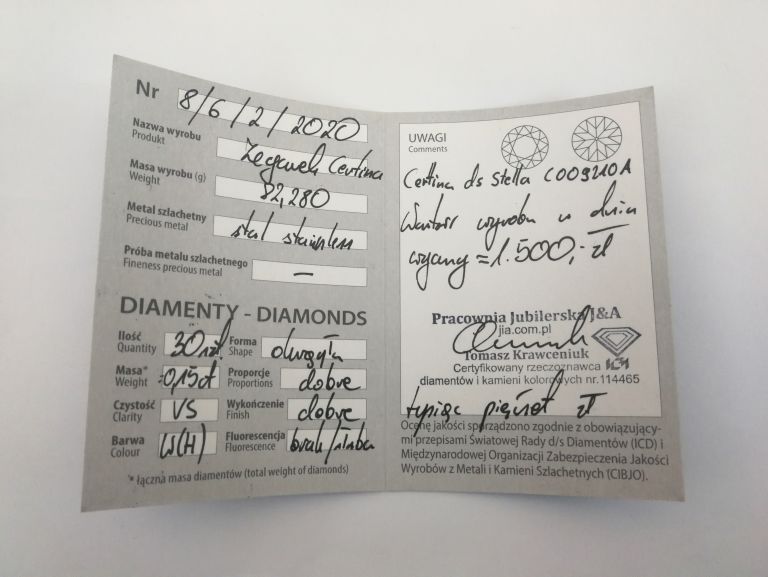 Nr 8/6/2/2020
Nazwa wyrobu Zegarek Certina
Produkt
Masa wyrobu (g) 82,280
Weight
Metal szlachetny stal stainless
Precious metal
Próba metalu szlachetnego —
Fineness precious metal
DIAMENTY - DIAMONDS
Ilość 30 szt. Forma okrągła
Quantity Shape
Masa* ≈0,15ct Proporcje dobre
Weight Proportions
Czystość VS Wykończenie dobre
Clarity Finish
Barwa W(H) Fluorescencja brak/słaba
Colour Fluorescence
* łączna masa diamentów (total weight of diamonds)
UWAGI
Comments
Certina ds Stella C009210A
Wartość wyrobu w dniu
wyceny = 1.500,- zł
Pracownia Jubilerska J&A
jia.com.pl
Tomasz Krawceniuk
Certyfikowany rzeczoznawca
diamentów i kamieni kolorowych nr.114465
tysiąc pięćset zł
Ocenę jakości sporządzono zgodnie z obowiązujący-
mi przepisami Światowej Rady d/s Diamentów (ICD) i
Międzynarodowej Organizacji Zabezpieczenia Jakości
Wyrobów z Metali i Kamieni Szlachetnych (CIBJO).